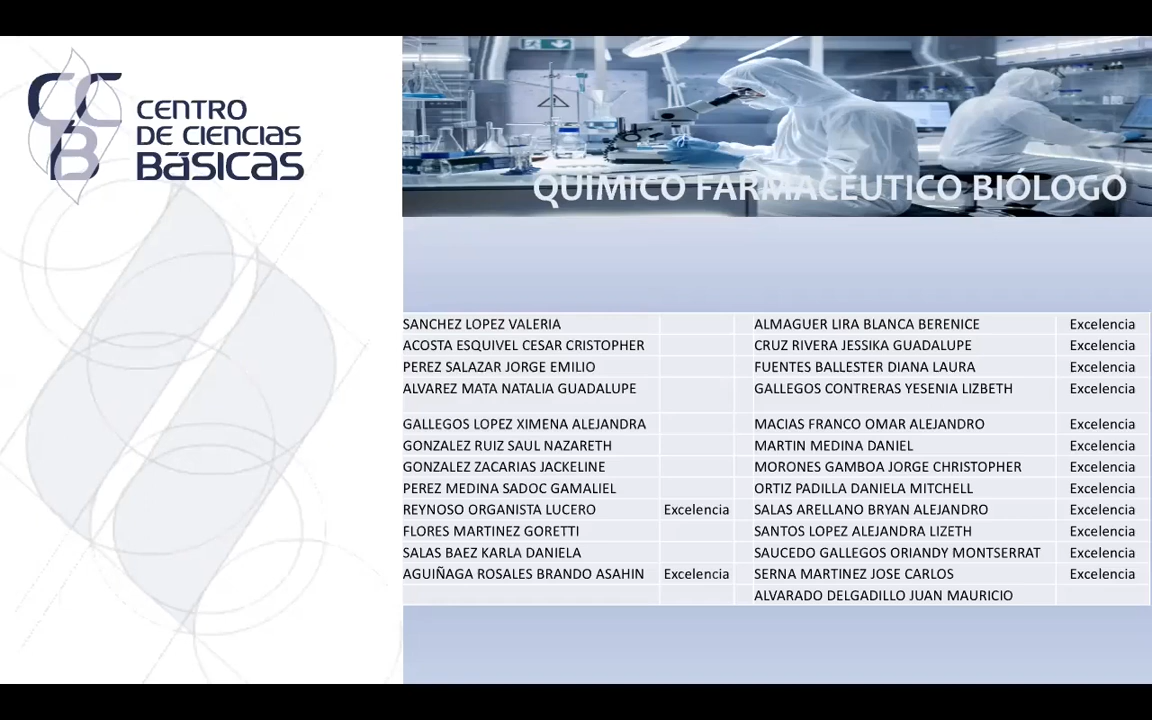 CCB
CENTRO
DE CIENCIAS
BÁSICAS
QUÍMICO FARMACÉUTICO BIÓLOGO
SANCHEZ LOPEZ VALERIA ALMAGUER LIRA BLANCA BERENICE Excelencia
ACOSTA ESQUIVEL CESAR CRISTOPHER CRUZ RIVERA JESSIKA GUADALUPE Excelencia
PEREZ SALAZAR JORGE EMILIO FUENTES BALLESTER DIANA LAURA Excelencia
ALVAREZ MATA NATALIA GUADALUPE GALLEGOS CONTRERAS YESENIA LIZBETH Excelencia
GALLEGOS LOPEZ XIMENA ALEJANDRA MACIAS FRANCO OMAR ALEJANDRO Excelencia
GONZALEZ RUIZ SAUL NAZARETH MARTIN MEDINA DANIEL Excelencia
GONZALEZ ZACARIAS JACKELINE MORONES GAMBOA JORGE CHRISTOPHER Excelencia
PEREZ MEDINA SADOC GAMALIEL ORTIZ PADILLA DANIELA MITCHELL Excelencia
REYNOSO ORGANISTA LUCERO Excelencia SALAS ARELLANO BRYAN ALEJANDRO Excelencia
FLORES MARTINEZ GORETTI SANTOS LOPEZ ALEJANDRA LIZETH Excelencia
SALAS BAEZ KARLA DANIELA SAUCEDO GALLEGOS ORIANDY MONTSERRAT Excelencia
AGUIÑAGA ROSALES BRANDO ASAHIN Excelencia SERNA MARTINEZ JOSE CARLOS Excelencia
ALVARADO DELGADILLO JUAN MAURICIO